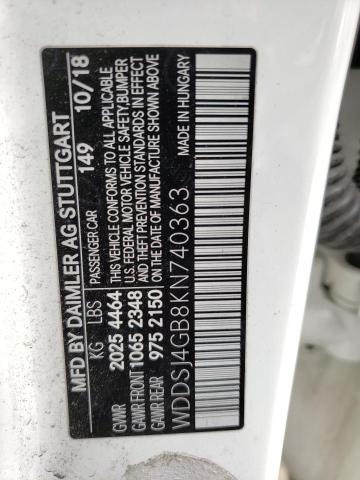 MFD BY DAIMLER AG STUTTGART
PASSENGER CAR 149 10/18
KG LBS
GVWR 2025 4464
GAWR FRONT 1065 2348
GAWR REAR 975 2150
THIS VEHICLE CONFORMS TO ALL APPLICABLE
U.S. FEDERAL MOTOR VEHICLE SAFETY,BUMPER
AND THEFT PREVENTION STANDARDS IN EFFECT
ON THE DATE OF MANUFACTURE SHOWN ABOVE
WDDSJ4GB8KN740363
MADE IN HUNGARY